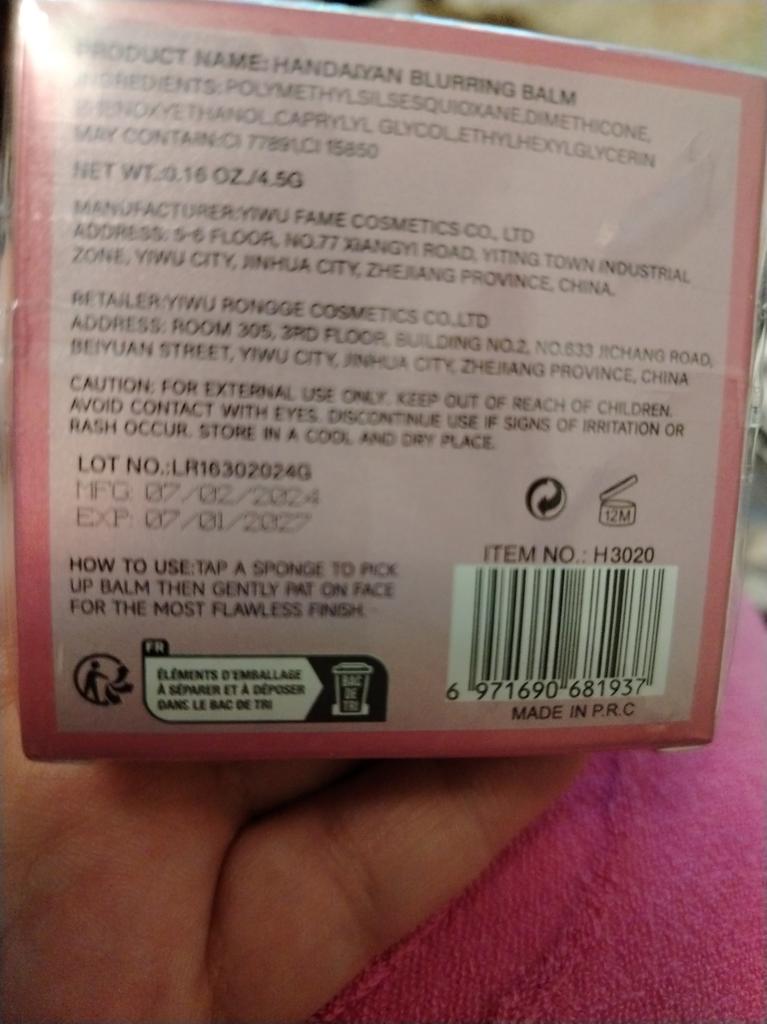 PRODUCT NAME: HANDAIYAN BLURRING BALM
INGREDIENTS:POLYMETHYLSILSESQUIOXANE,DIMETHICONE,
PHENOXYETHANOL,CAPRYLYL GLYCOL,ETHYLHEXYLGLYCERIN
MAY CONTAIN:CI 77891,CI 15850
NET WT.:0.16 OZ./4.5G
MANUFACTURER:YIWU FAME COSMETICS CO., LTD
ADDRESS: 5-6 FLOOR, NO.77 XIANGYI ROAD, YITING TOWN INDUSTRIAL
ZONE, YIWU CITY, JINHUA CITY, ZHEJIANG PROVINCE, CHINA.
RETAILER:YIWU RONGGE COSMETICS CO.,LTD
ADDRESS: ROOM 305, 3RD FLOOR, BUILDING NO.2, NO.633 JICHANG ROAD,
BEIYUAN STREET, YIWU CITY, JINHUA CITY, ZHEJIANG PROVINCE, CHINA
CAUTION: FOR EXTERNAL USE ONLY. KEEP OUT OF REACH OF CHILDREN.
AVOID CONTACT WITH EYES. DISCONTINUE USE IF SIGNS OF IRRITATION OR
RASH OCCUR. STORE IN A COOL AND DRY PLACE.
LOT NO.:LR16302024G
MFG: 07/02/2024
EXP: 07/01/2027
12M
HOW TO USE:TAP A SPONGE TO PICK
UP BALM THEN GENTLY PAT ON FACE
FOR THE MOST FLAWLESS FINISH.
ITEM NO.: H3020
6 971690 681937
MADE IN P.R.C
FR
ÉLÉMENTS D'EMBALLAGE
À SÉPARER ET À DÉPOSER
DANS LE BAC DE TRI
BAC
DE
TRI